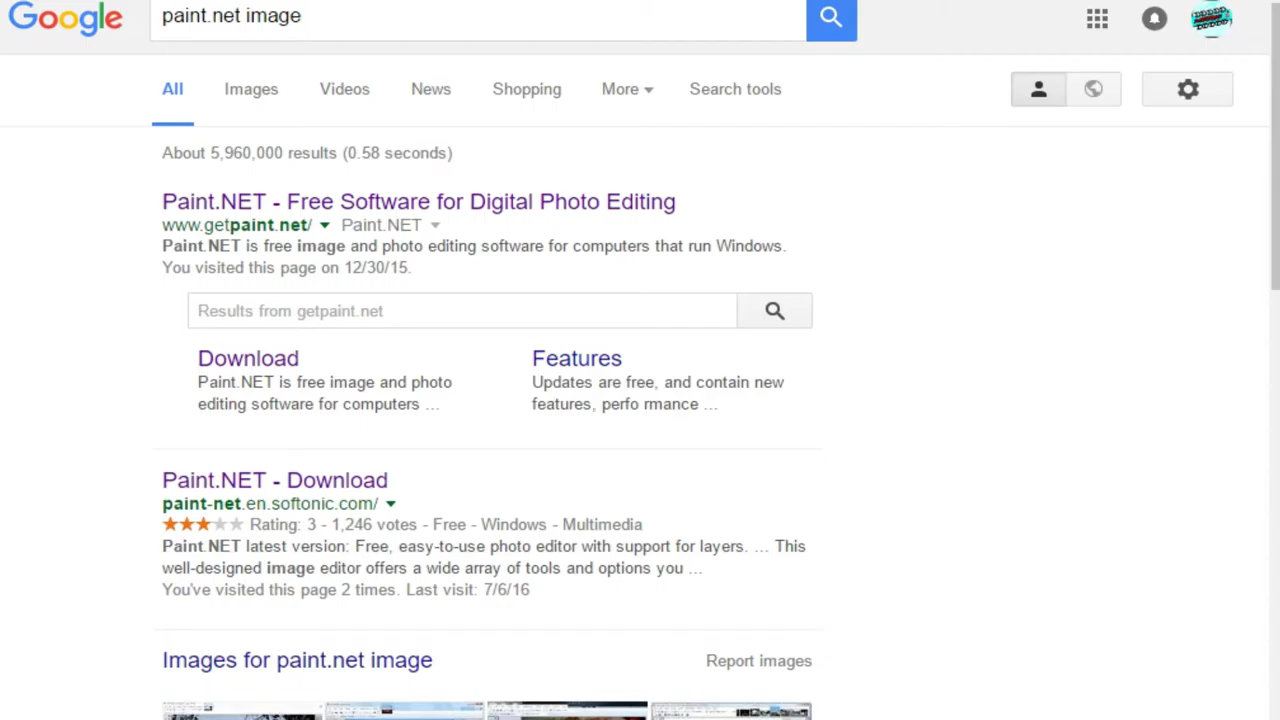 Google paint.net image
All Images Videos News Shopping More Search tools
About 5,960,000 results (0.58 seconds)
Paint.NET - Free Software for Digital Photo Editing
www.getpaint.net/ Paint.NET
Paint.NET is free image and photo editing software for computers that run Windows.
You visited this page on 12/30/15.
Results from getpaint.net
Download
Paint.NET is free image and photo
editing software for computers ...
Features
Updates are free, and contain new
features, perfo rmance ...
Paint.NET - Download
paint-net.en.softonic.com/
Rating: 3 - 1,246 votes - Free - Windows - Multimedia
Paint.NET latest version: Free, easy-to-use photo editor with support for layers. ... This
well-designed image editor offers a wide array of tools and options you ...
You've visited this page 2 times. Last visit: 7/6/16
Images for paint.net image Report images